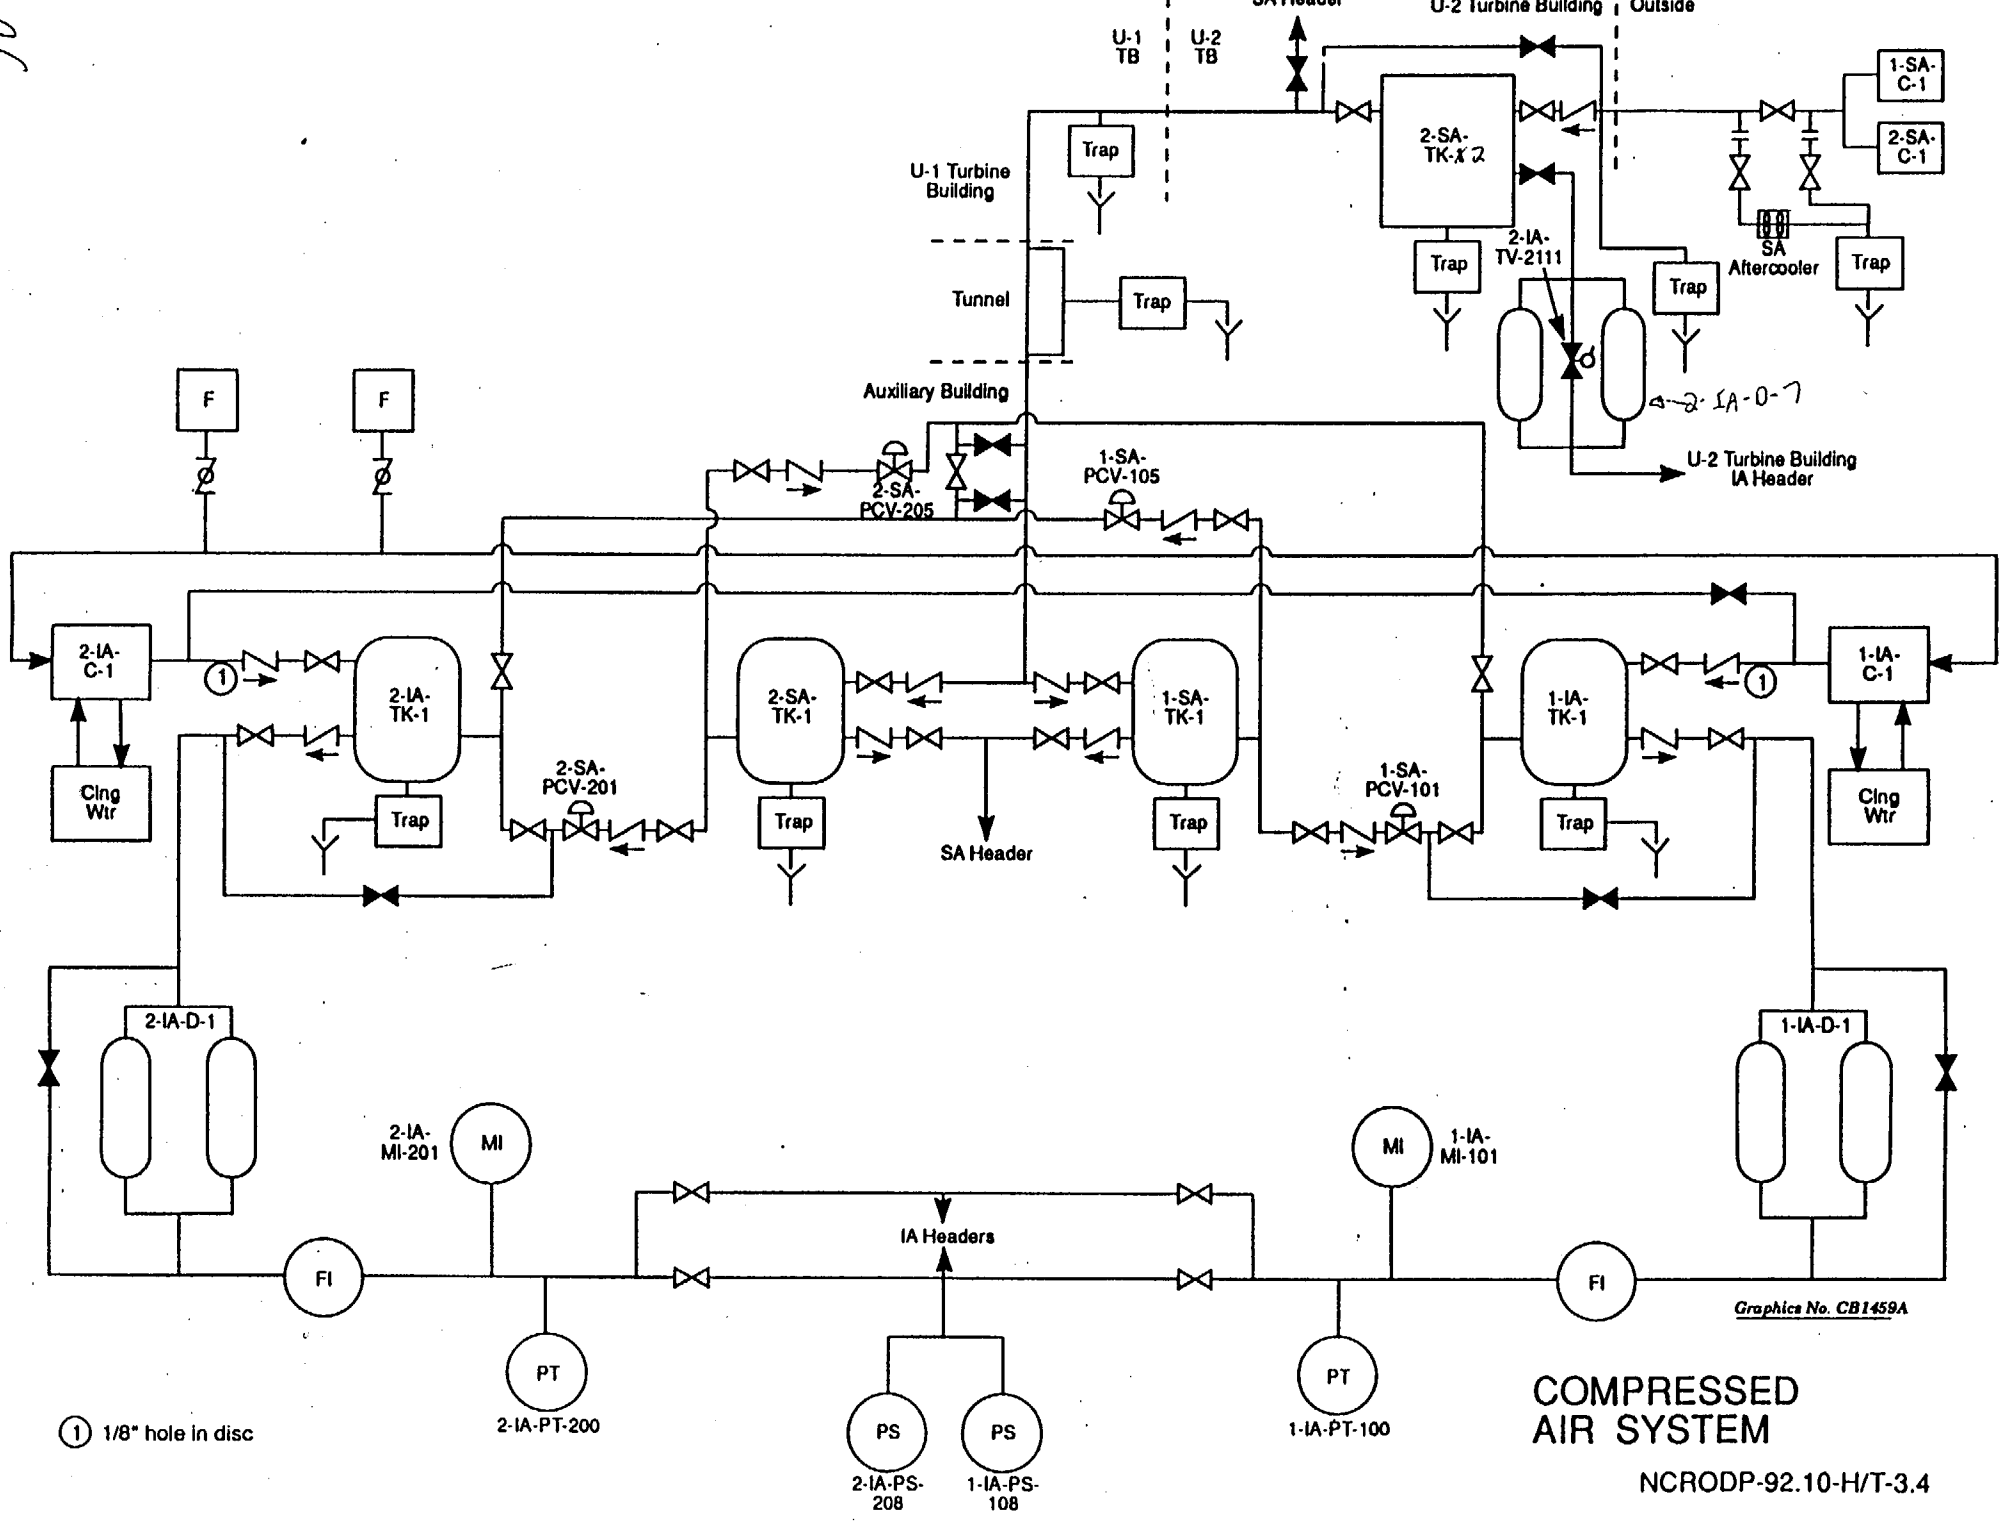 SA Header
U-2 Turbine Building
Outside
U-1
TB
U-2
TB
1-SA-
C-1
2-SA-
C-1
2-SA-
TK-x 2
Trap
U-1 Turbine
Building
2-IA-
TV-2111
SA
Aftercooler
Trap
Trap
Trap
Tunnel
Trap
Auxiliary Building
2-IA-D-7
F
F
U-2 Turbine Building
IA Header
1-SA-
PCV-105
2-SA-
PCV-205
2-IA-
C-1
1
2-IA-
TK-1
2-SA-
TK-1
1-SA-
TK-1
1-IA-
TK-1
1
1-IA-
C-1
Clng
Wtr
Trap
2-SA-
PCV-201
Trap
SA Header
Trap
1-SA-
PCV-101
Trap
Clng
Wtr
2-IA-D-1
1-IA-D-1
2-IA-
MI-201
MI
MI
1-IA-
MI-101
IA Headers
FI
FI
Graphics No. CB1459A
PT
2-IA-PT-200
PT
1-IA-PT-100
PS
2-IA-PS-
208
PS
1-IA-PS-
108
1 1/8" hole in disc
COMPRESSED
AIR SYSTEM
NCRODP-92.10-H/T-3.4